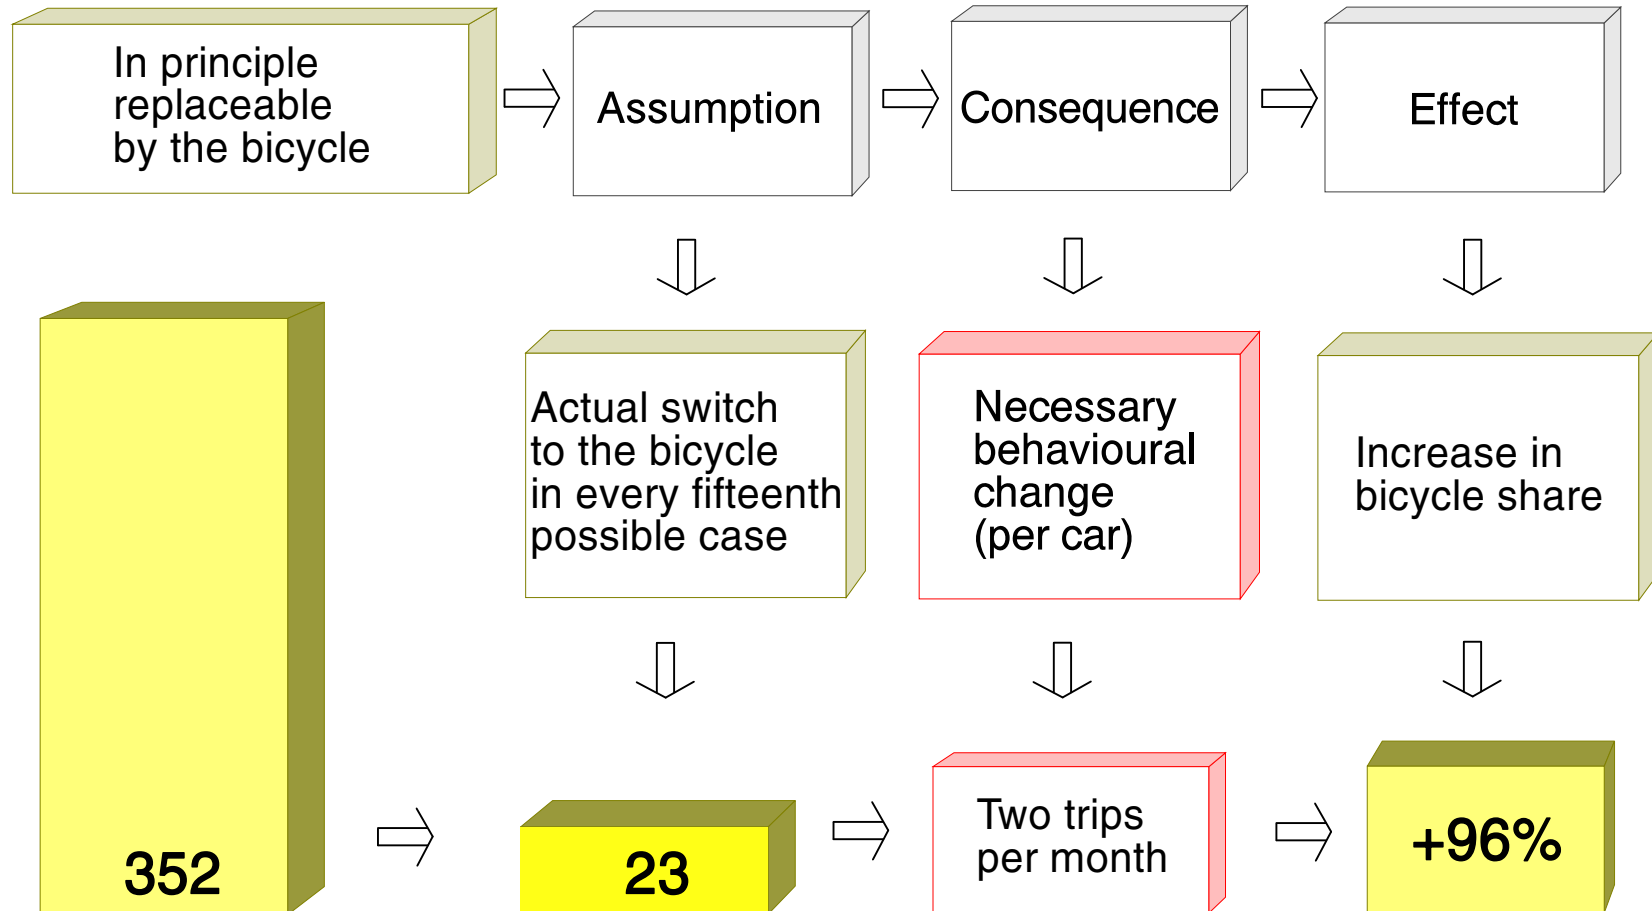 In principle
replaceable
by the bicycle
Assumption
Consequence
Effect
Actual switch
to the bicycle
in every fifteenth
possible case
Necessary
behavioural
change
(per car)
Increase in
bicycle share
352
23
Two trips
per month
+96%